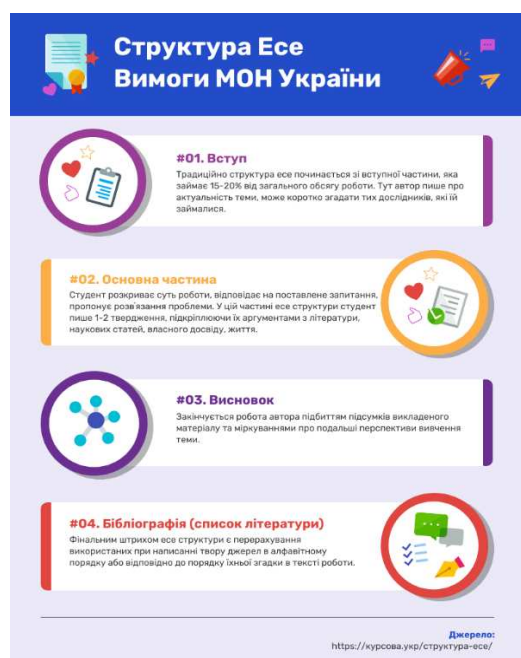 Структура Есе
Вимоги МОН України
#01. Вступ
Традиційно структура есе починається зі вступної частини, яка
займає 15-20% від загального обсягу роботи. Тут автор пише про
актуальність теми, може коротко згадати тих дослідників, які їй
займалися.
#02. Основна частина
Студент розкриває суть роботи, відповідає на поставлене запитання,
пропонує розв'язання проблеми. У цій частині есе структури студент
пише 1-2 твердження, підкріплюючи їх аргументами з літератури,
наукових статей, власного досвіду, життя.
#03. Висновок
Закінчується робота автора підбиттям підсумків викладеного
матеріалу та міркуваннями про подальші перспективи вивчення
теми.
#04. Бібліографія (список літератури)
Фінальним штрихом есе структури є перерахування
використаних при написанні твору джерел в алфавітному
порядку або відповідно до порядку їхньої згадки в тексті роботи.
Джерело:
https://курсова.укр/структура-есе/